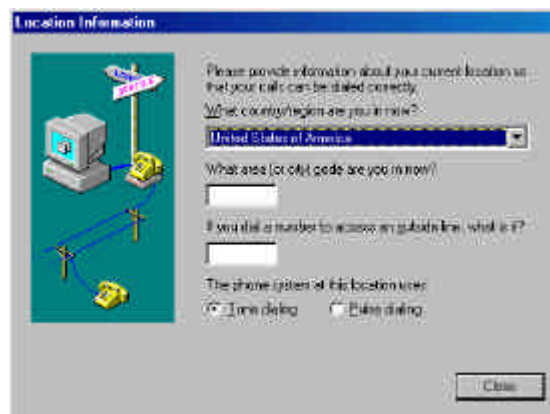 Location Information
Please provide information about your current location so
that your calls can be dialed correctly.
What country/region are you in now?
United States of America
What area (or city) code are you in now?
If you dial a number to access an outside line, what is it?
The phone system at this location uses:
Tone dialing
Pulse dialing
Close